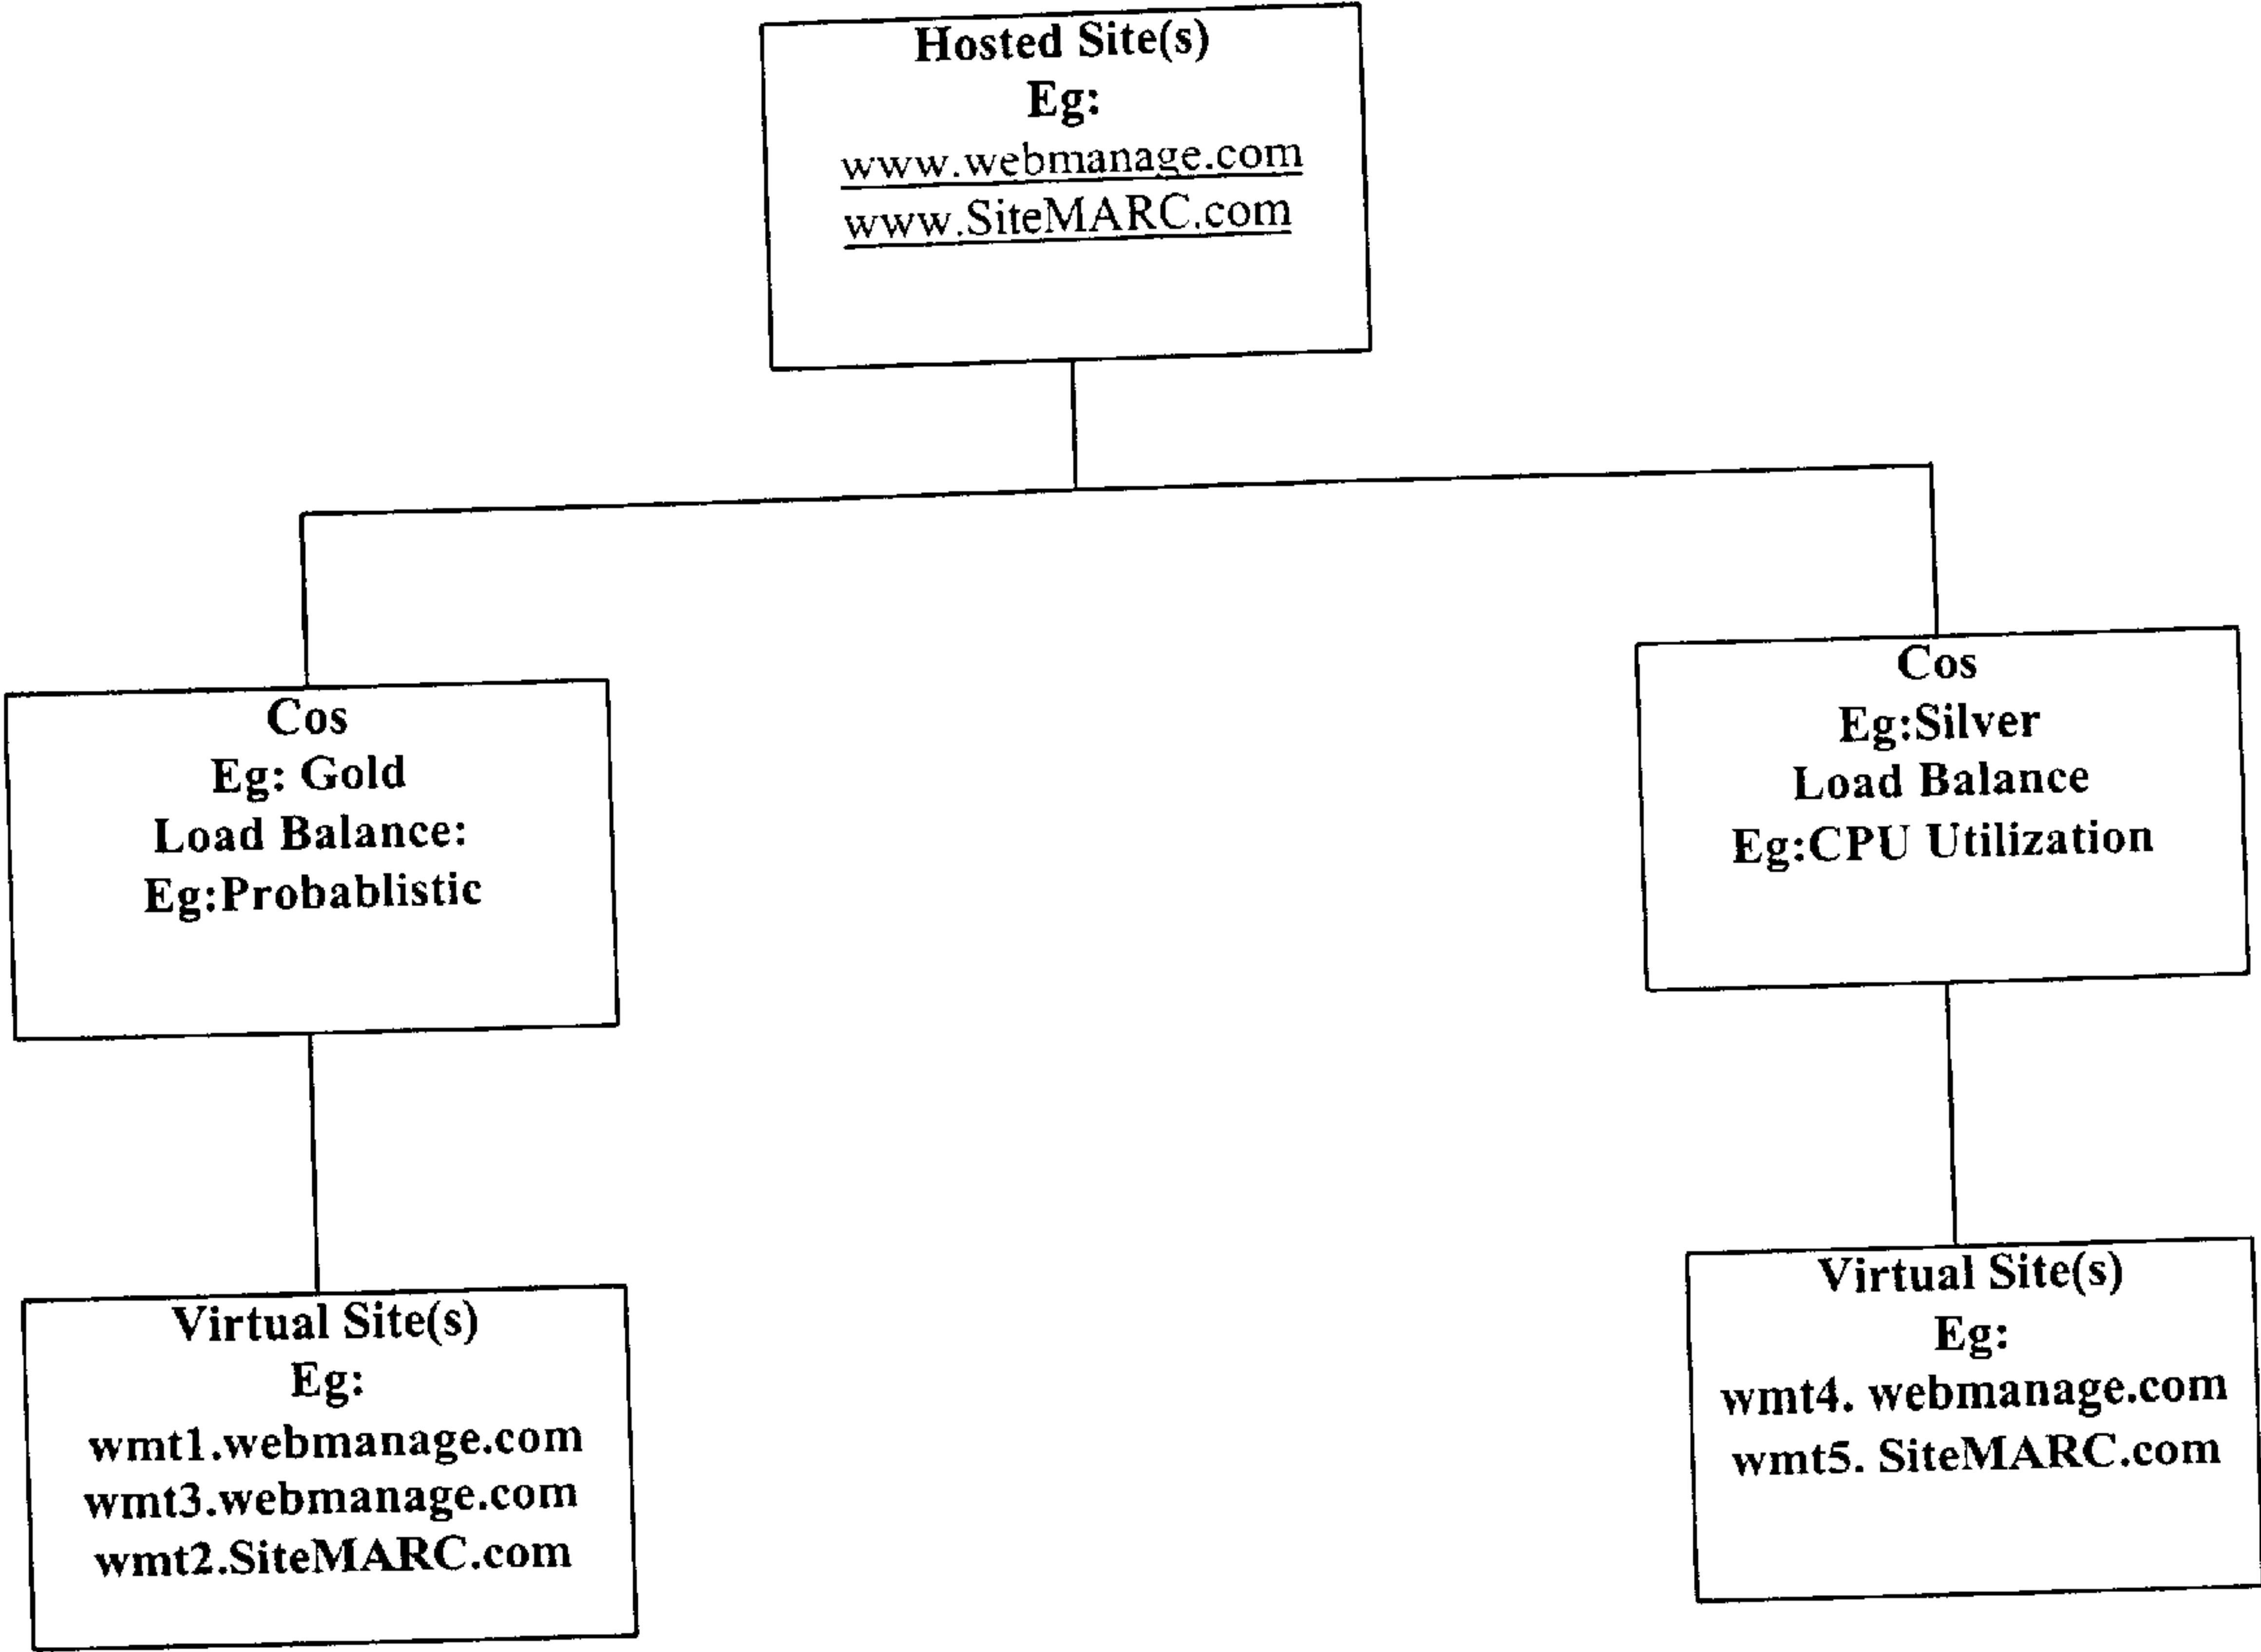 Hosted Site(s)
Eg:
www.webmanage.com
www.SiteMARC.com
Cos
Eg: Gold
Load Balance:
Eg:Probablistic
Cos
Eg:Silver
Load Balance
Eg:CPU Utilization
Virtual Site(s)
Eg:
wmt1.webmanage.com
wmt3.webmanage.com
wmt2.SiteMARC.com
Virtual Site(s)
Eg:
wmt4. webmanage.com
wmt5. SiteMARC.com